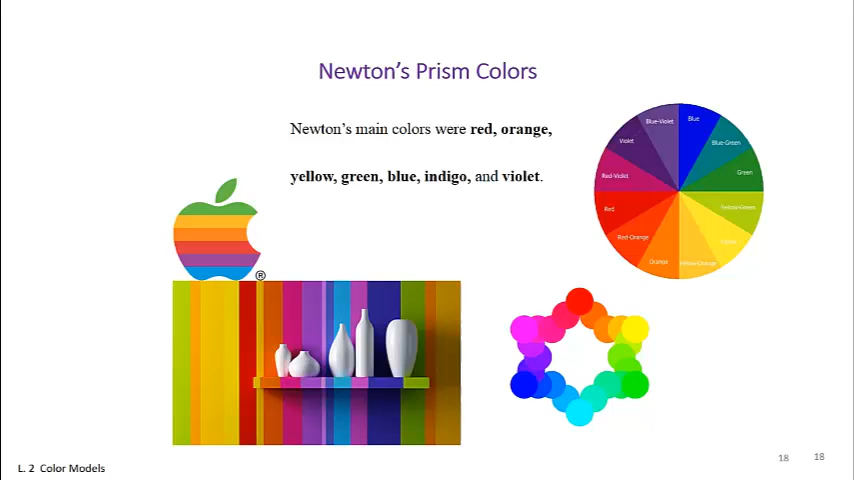 Newton's Prism Colors
Newton's main colors were red, orange,
yellow, green, blue, indigo, and violet.
Blue-Violet
Blue
Violet
Blue-Green
Red-Violet
Green
Red
Yellow-Green
Red-Orange
Yellow
Orange
Yellow-Orange
®
18
18
L. 2 Color Models